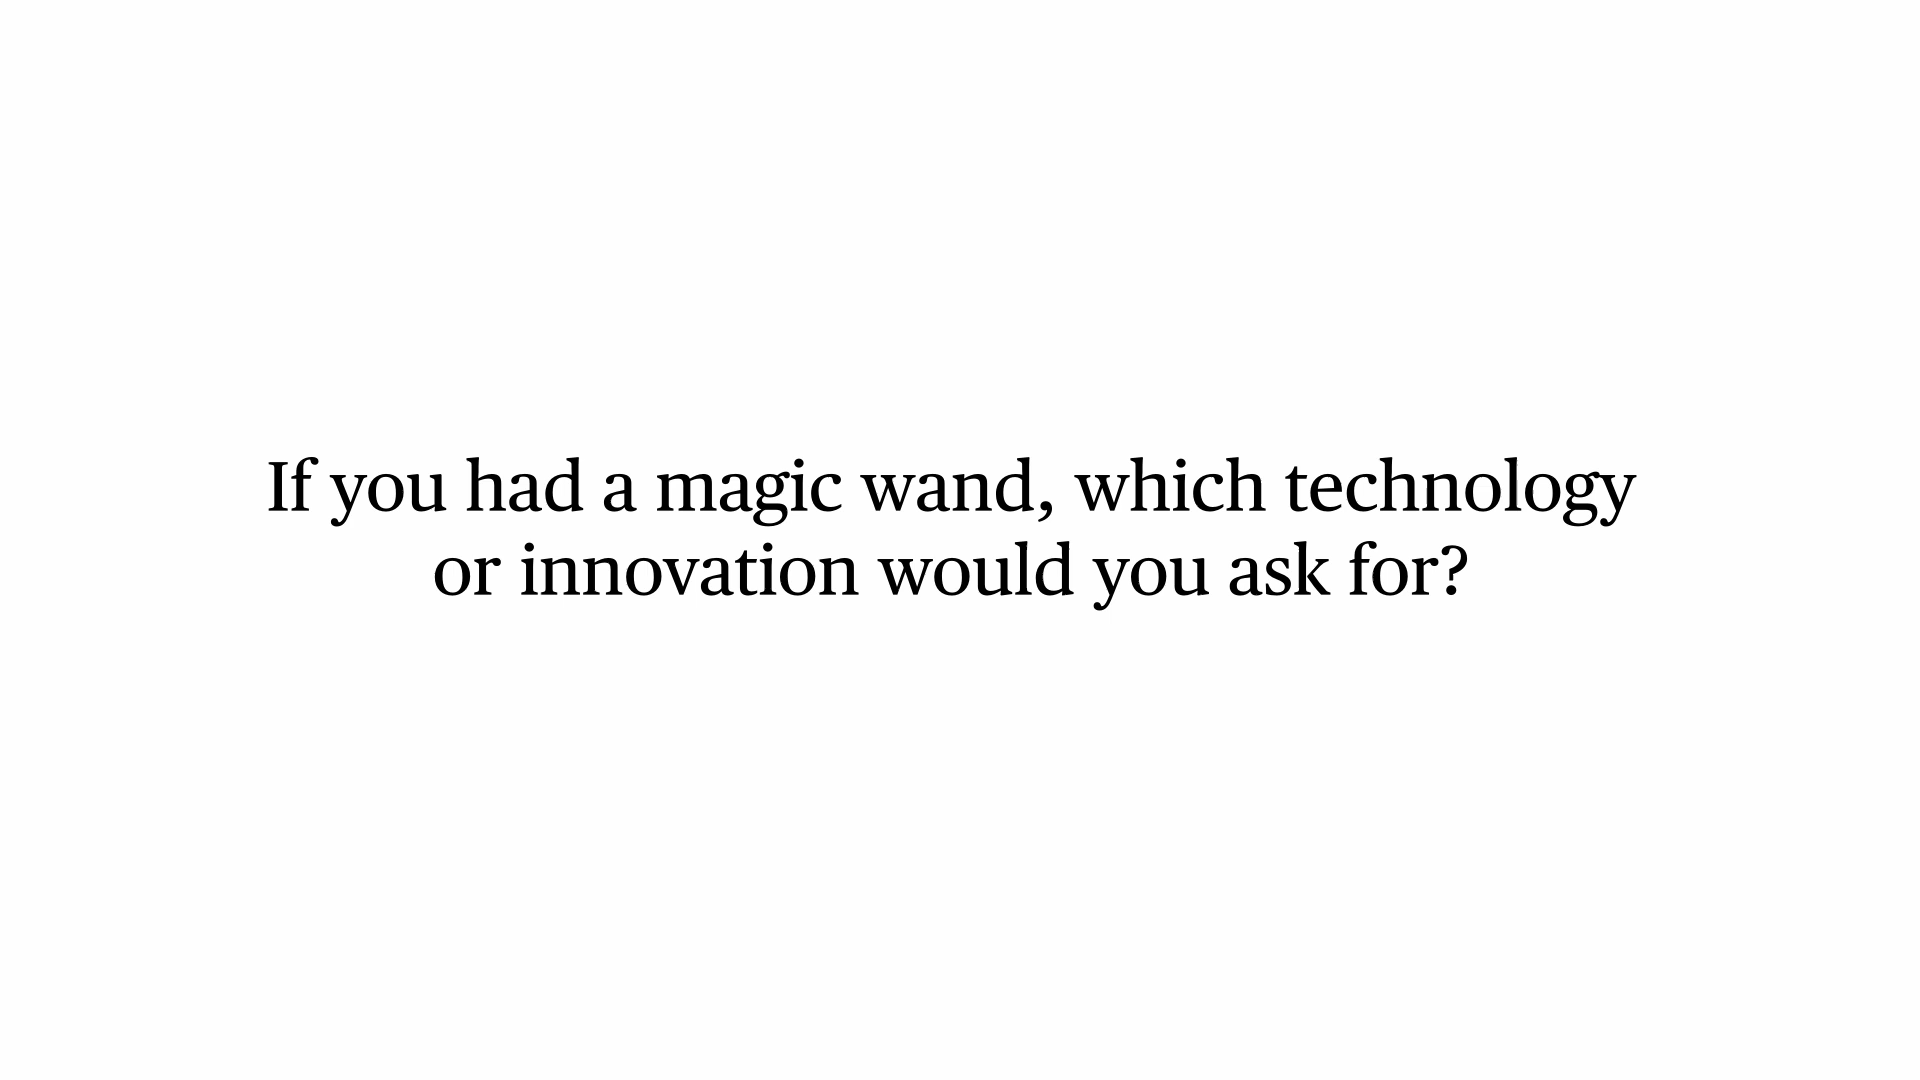 If you had a magic wand, which technology
or innovation would you ask for?